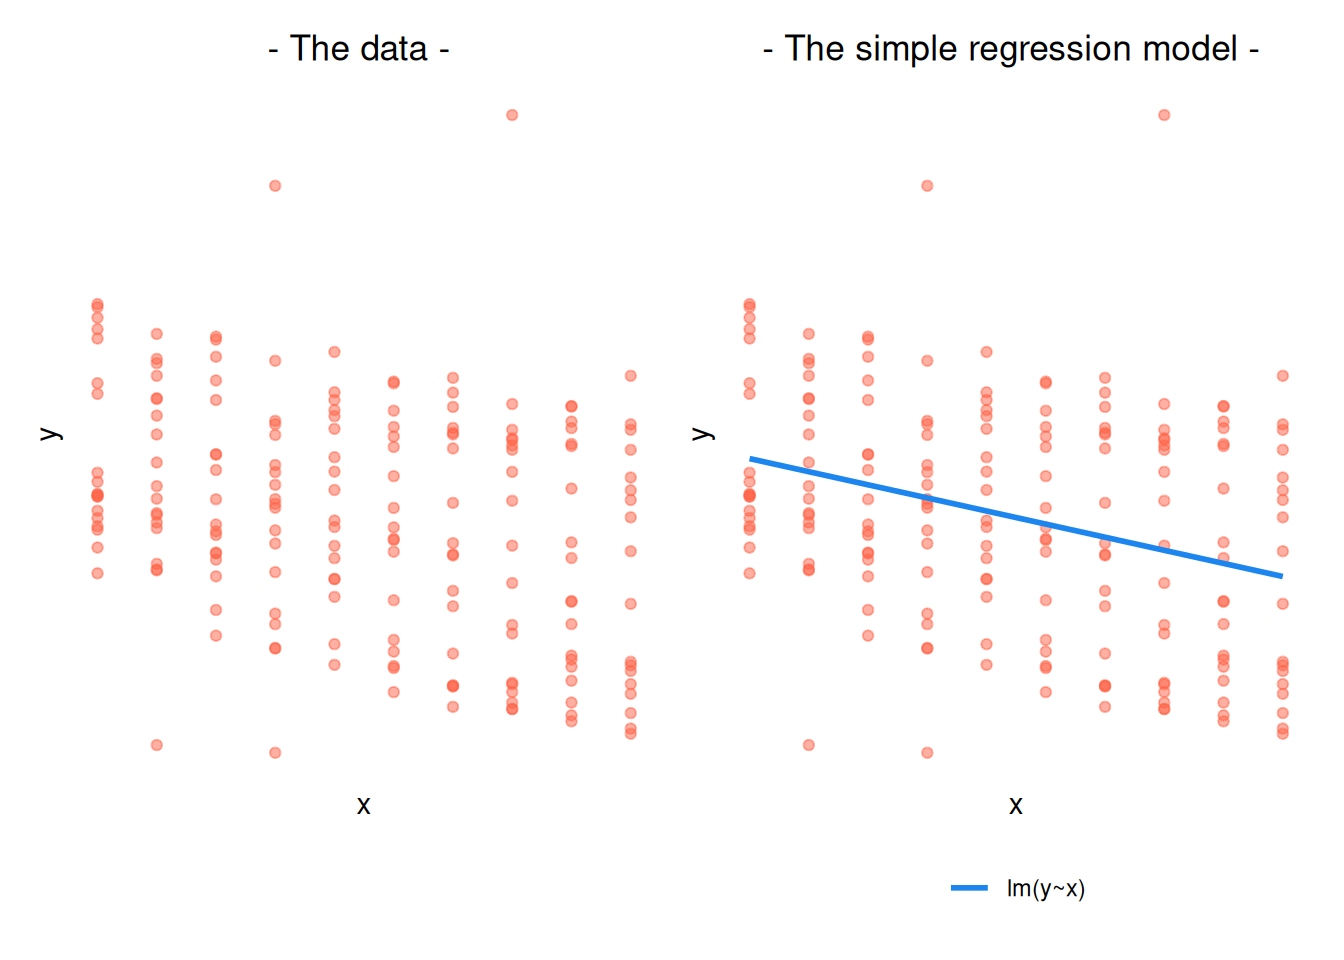 - The data -
- The simple regression model -
y
y
x
x
lm(y~x)